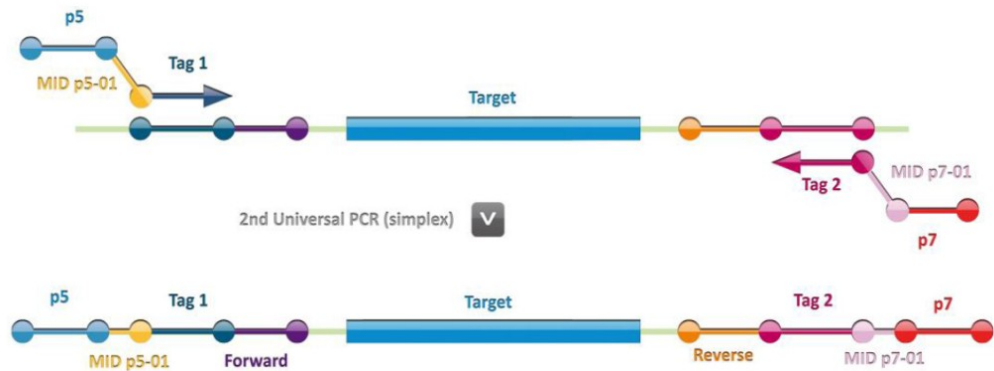 p5
Tag 1
MID p5-01
Target
MID p7-01
Tag 2
p7
2nd Universal PCR (simplex)
V
p5
Tag 1
Target
Tag 2
p7
MID p5-01
Forward
Reverse
MID p7-01